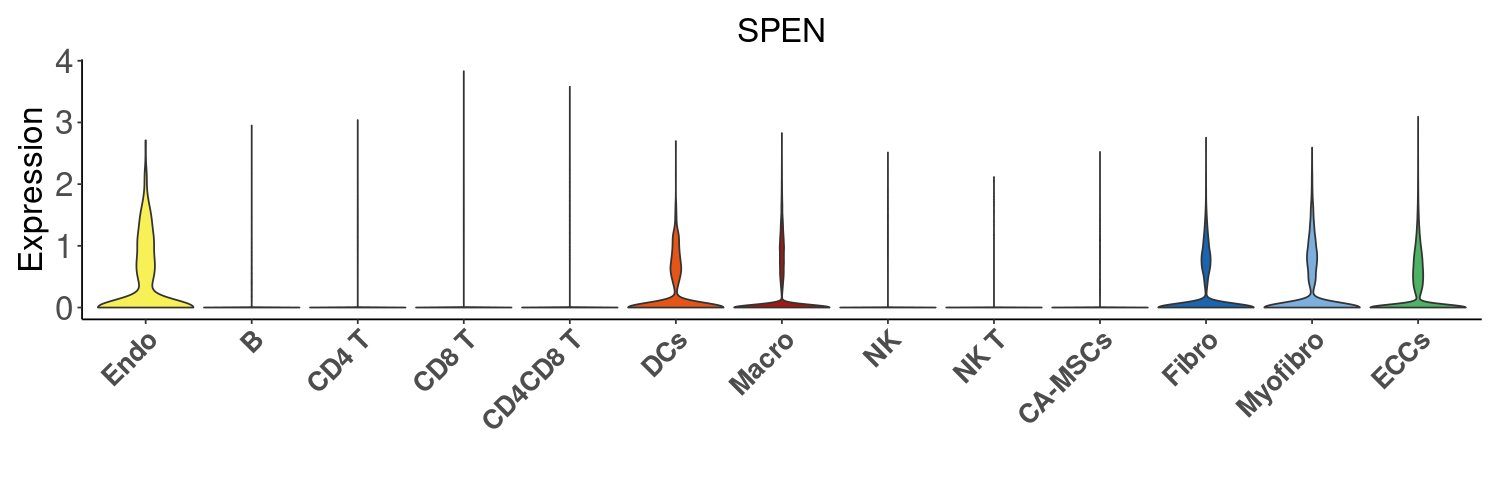 SPEN
Expression
4
3
2
1
0
Endo
B
CD4 T
CD8 T
CD4CD8 T
DCs
Macro
NK
NK T
CA-MSCs
Fibro
Myofibro
ECCs